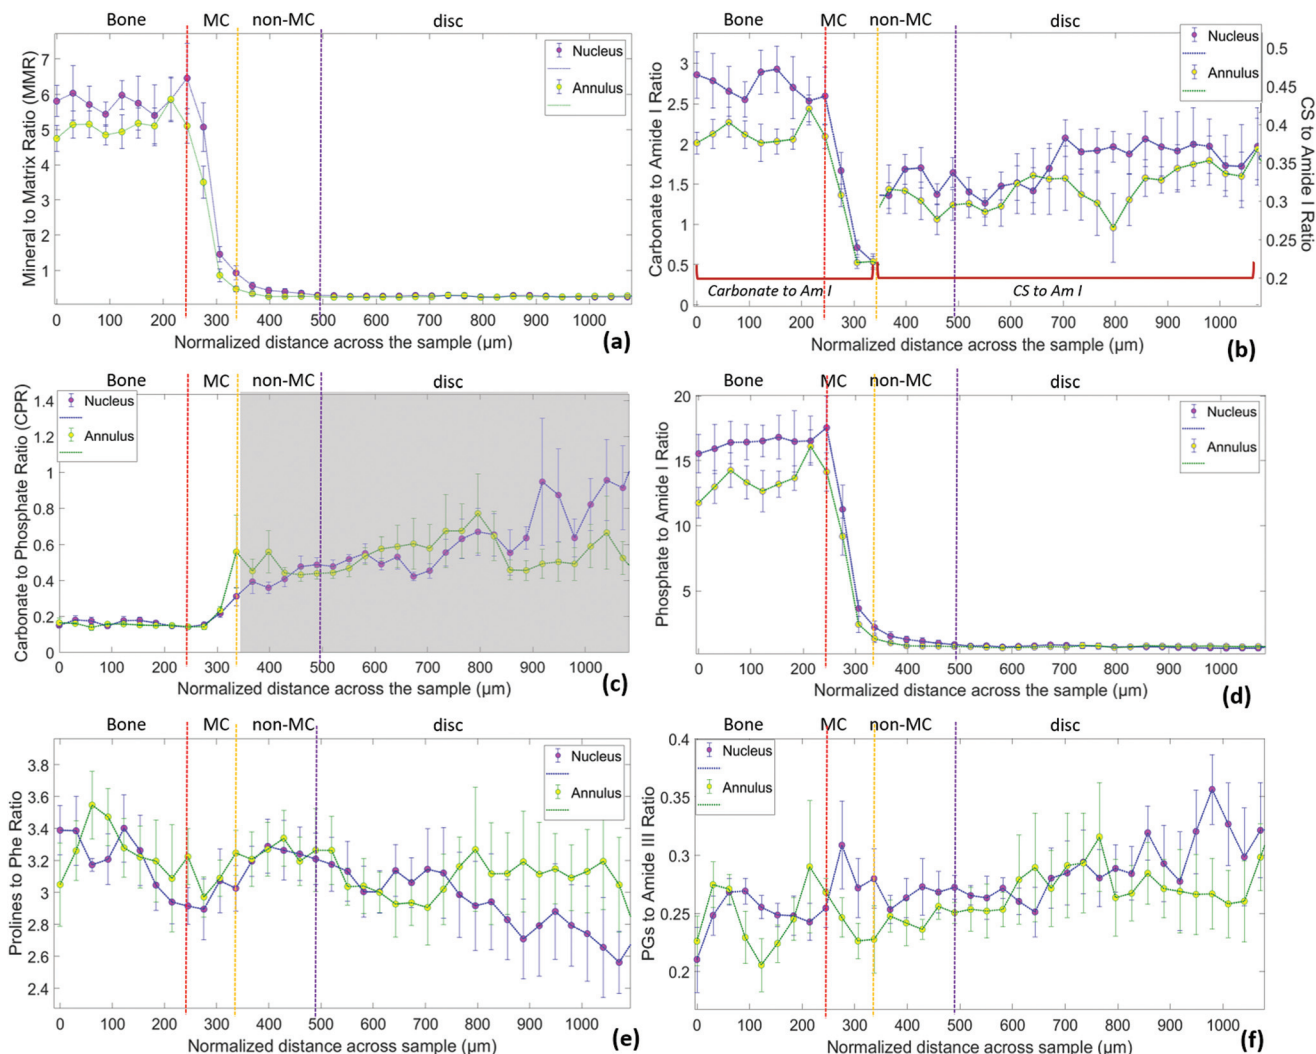 Bone MC non-MC disc
Nucleus
Annulus
Mineral to Matrix Ratio (MMR)
7
6
5
4
3
2
1
0 100 200 300 400 500 600 700 800 900 1000
Normalized distance across the sample (µm)
(a)
Bone MC non-MC disc
Nucleus
Annulus
Carbonate to Amide I Ratio
3
2.5
2
1.5
1
0.5
0
CS to Amide I Ratio
0.5
0.45
0.4
0.35
0.3
0.25
0.2
Carbonate to Am I
CS to Am I
0 100 200 300 400 500 600 700 800 900 1000
Normalized distance across the sample (µm)
(b)
Bone MC non-MC disc
Nucleus
Annulus
Carbonate to Phosphate Ratio (CPR)
1.4
1.2
1
0.8
0.6
0.4
0.2
0
0 100 200 300 400 500 600 700 800 900 1000
Normalized distance across the sample (µm)
(c)
Bone MC non-MC disc
Nucleus
Annulus
Phosphate to Amide I Ratio
20
15
10
5
0 100 200 300 400 500 600 700 800 900 1000
Normalized distance across the sample (µm)
(d)
Bone MC non-MC disc
Nucleus
Annulus
Prolines to Phe Ratio
3.8
3.6
3.4
3.2
3
2.8
2.6
2.4
0 100 200 300 400 500 600 700 800 900 1000
Normalized distance across sample (µm)
(e)
Bone MC non-MC disc
Nucleus
Annulus
PGs to Amide III Ratio
0.4
0.35
0.3
0.25
0.2
0 100 200 300 400 500 600 700 800 900 1000
Normalized distance across the sample (µm)
(f)